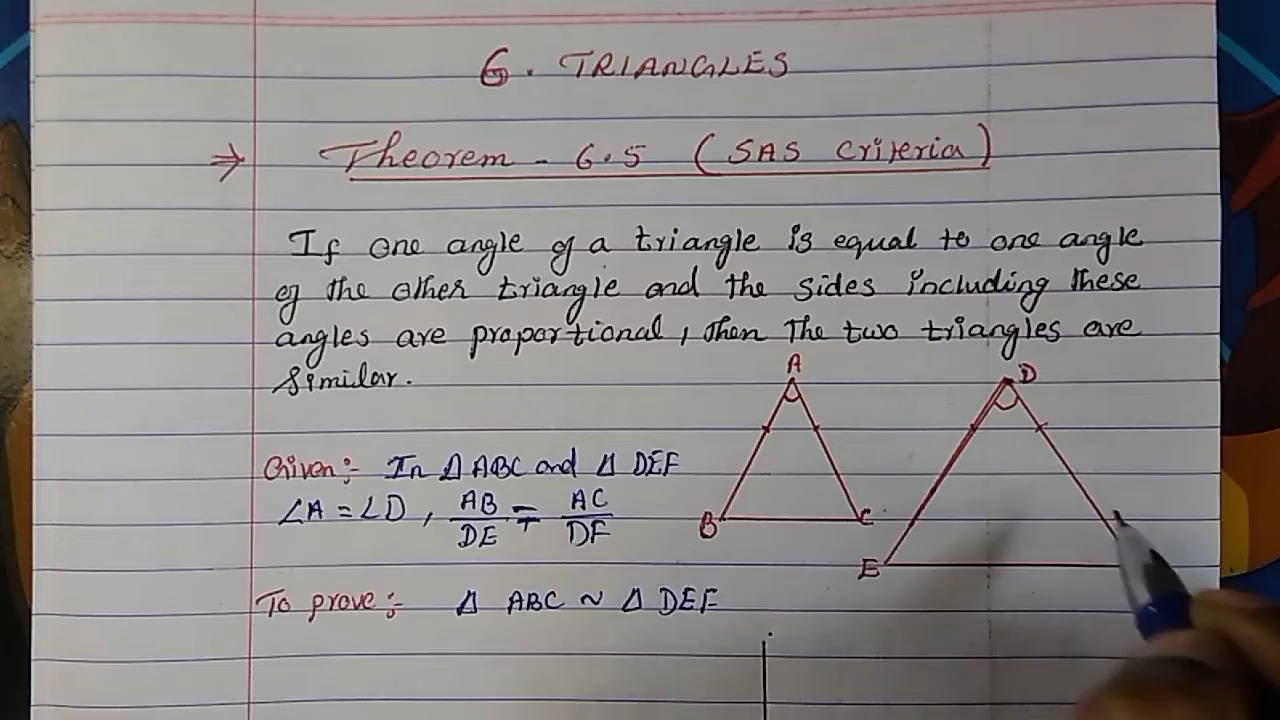 6. TRIANGLES
⇒ Theorem - 6.5 (SAS Criteria)
If one angle of a triangle is equal to one angle
of the other triangle and the sides including these
angles are proportional, then the two triangles are
similar.
A
D
Given:- In Δ ABC and Δ DEF
∠A = ∠D, AB/DE = AC/DF
B
C
E
To prove:- Δ ABC ~ Δ DEF